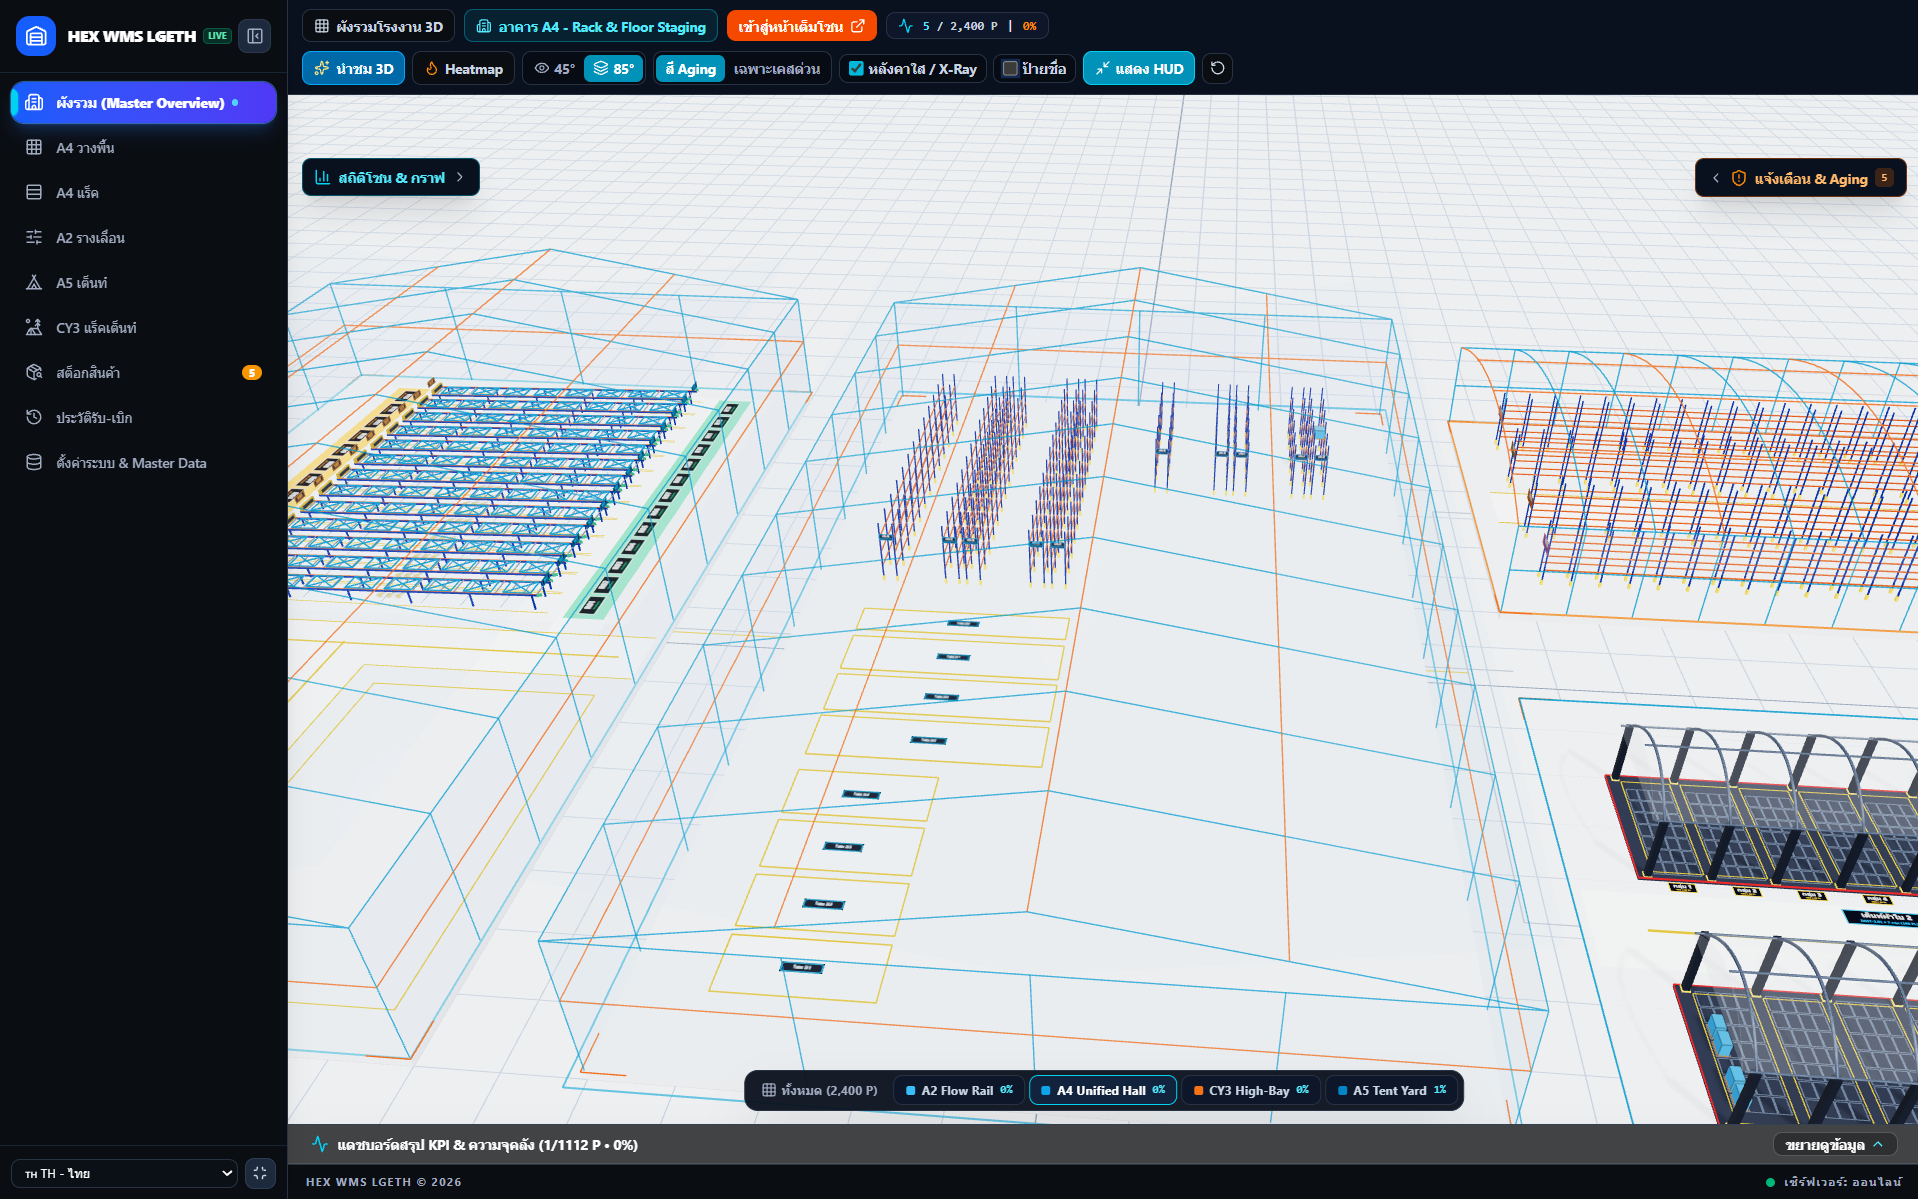 HEX WMS LGETH LIVE
ผังรวม (Master Overview)
A4 วางพื้น
A4 แร็ค
A2 รางเลื่อน
A5 เต็นท์
CY3 แร็คเต็นท์
สต็อกสินค้า 5
ประวัติรับ-เบิก
ตั้งค่าระบบ & Master Data
TH TH - ไทย
ผังรวมโรงงาน 3D
อาคาร A4 - Rack & Floor Staging
เข้าสู่หน้าเต็มโซน
5 / 2,400 P | 0%
นำชม 3D
Heatmap
45°
85°
สี Aging
เฉพาะเคสด่วน
หลังคาใส / X-Ray
ป้ายชื่อ
แสดง HUD
สถิติโซน & กราฟ
แจ้งเตือน & Aging 5
ทั้งหมด (2,400 P)
A2 Flow Rail 0%
A4 Unified Hall 0%
CY3 High-Bay 0%
A5 Tent Yard 1%
แดชบอร์ดสรุป KPI & ความจุคลัง (1/1112 P • 0%)
ขยายดูข้อมูล
HEX WMS LGETH © 2026
เซิร์ฟเวอร์: ออนไลน์